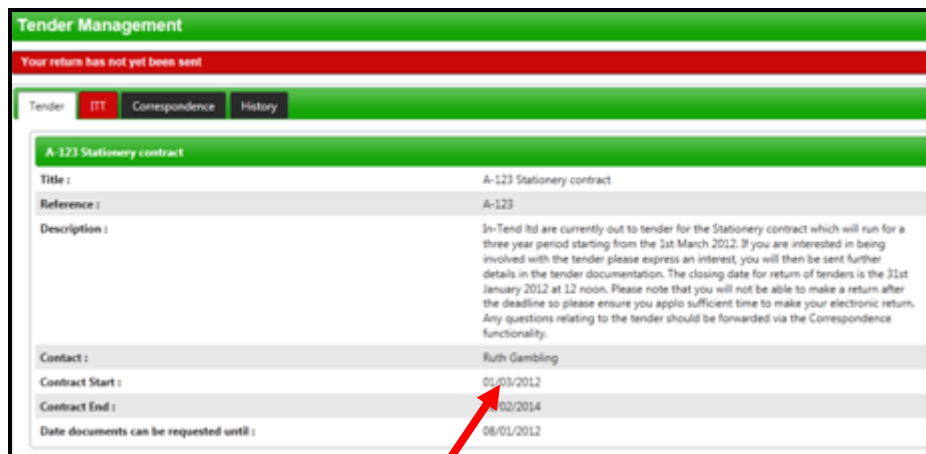 Tender Management
Your return has not yet been sent
Tender ITT Correspondence History
A-123 Stationery contract
Title : A-123 Stationery contract
Reference : A-123
Description : In-Tend ltd are currently out to tender for the Stationery contract which will run for a
three year period starting from the 1st March 2012. If you are interested in being
involved with the tender please express an interest, you will then be sent further
details in the tender documentation. The closing date for return of tenders is the 31st
January 2012 at 12 noon. Please note that you will not be able to make a return after
the deadline so please ensure you applo sufficient time to make your electronic return.
Any questions relating to the tender should be forwarded via the Correspondence
functionality.
Contact : Ruth Gambling
Contract Start : 01/03/2012
Contract End : /02/2014
Date documents can be requested until : 08/01/2012